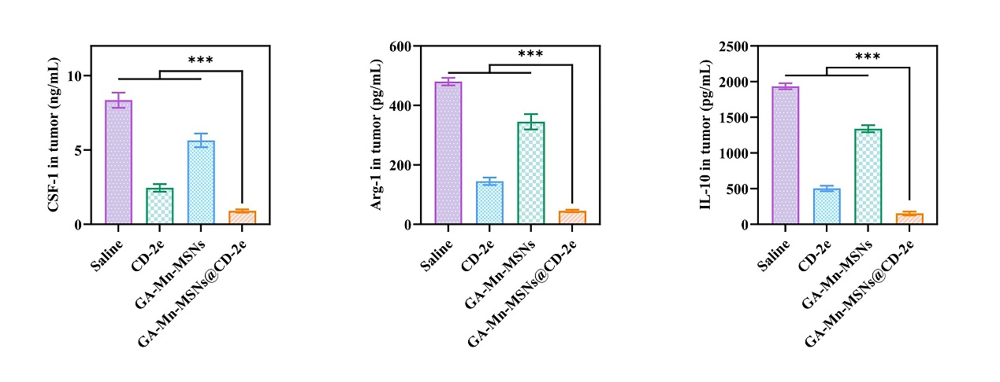 CSF-1 in tumor (ng/mL)
10
5
0
***
Saline
CD-2e
GA-Mn-MSNs
GA-Mn-MSNs@CD-2e
Arg-1 in tumor (pg/mL)
600
400
200
0
***
Saline
CD-2e
GA-Mn-MSNs
GA-Mn-MSNs@CD-2e
IL-10 in tumor (pg/mL)
2500
2000
1500
1000
500
0
***
Saline
CD-2e
GA-Mn-MSNs
GA-Mn-MSNs@CD-2e